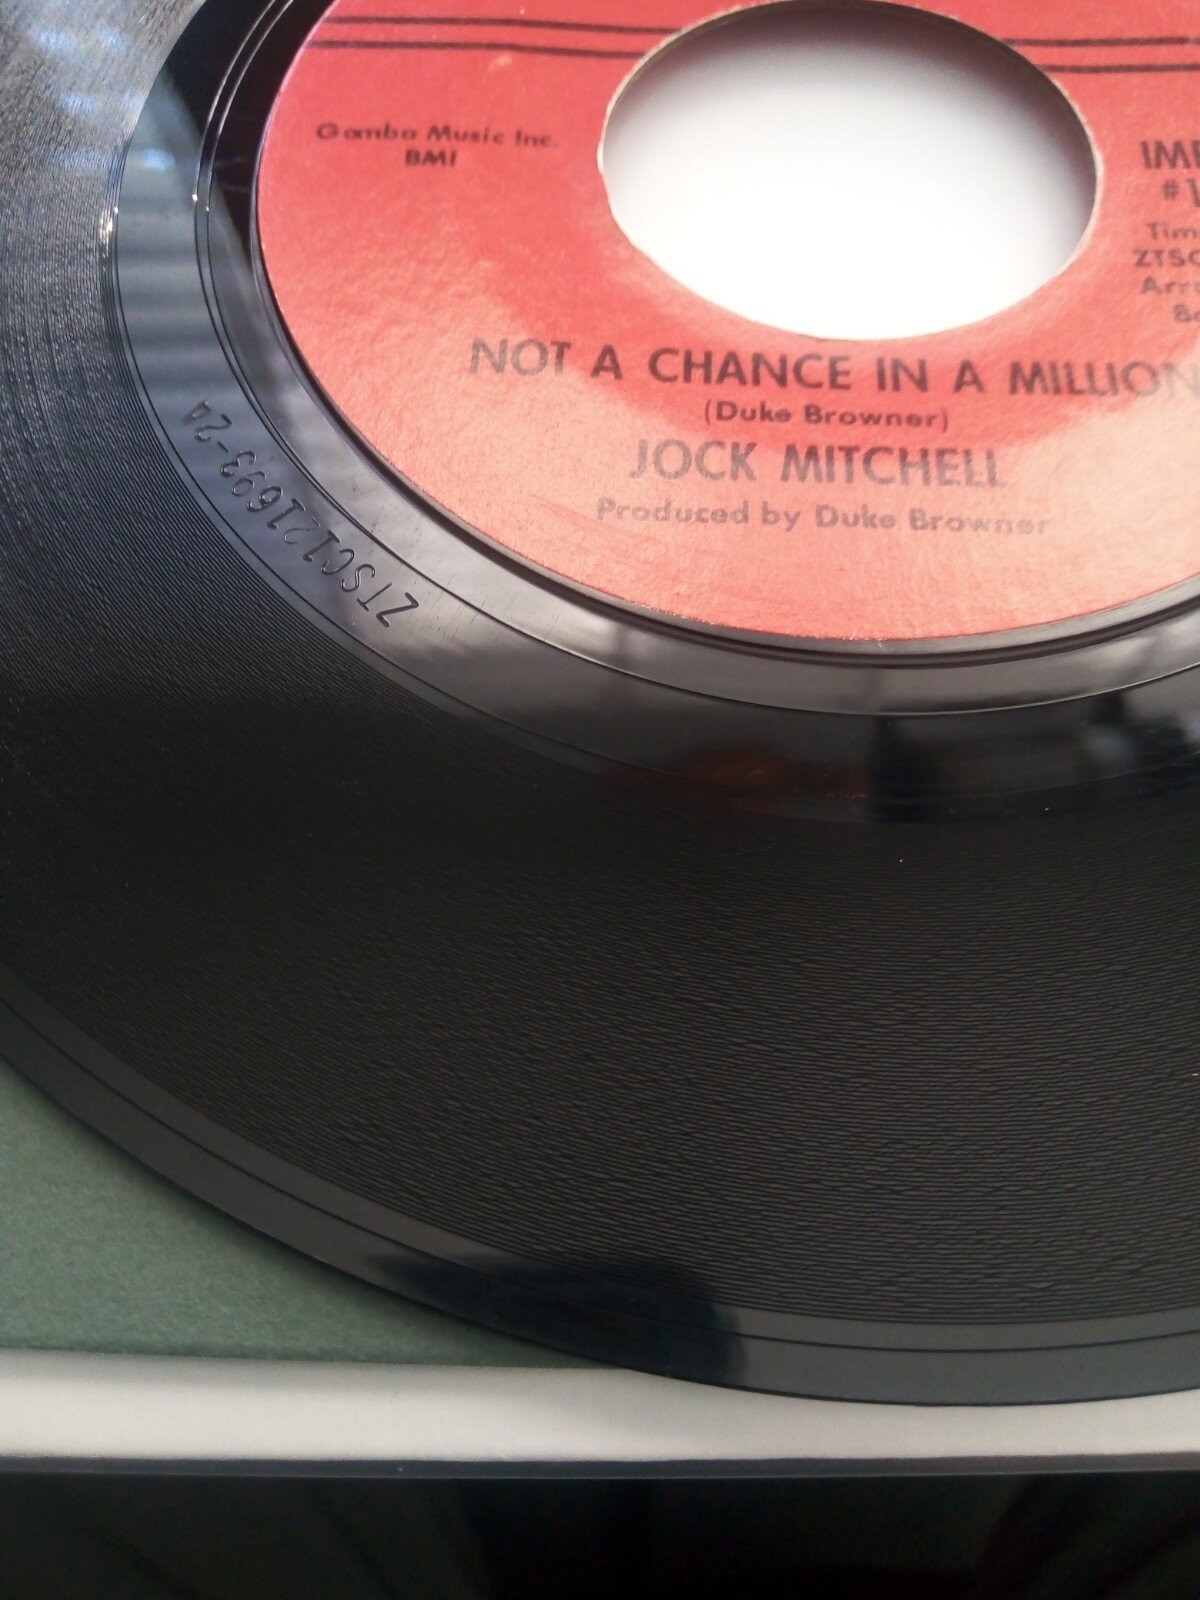 Gamba Music Inc.
BMI
NOT A CHANCE IN A MILLION
(Duke Browner)
JOCK MITCHELL
Produced by Duke Browner
ZTSC121693-2A